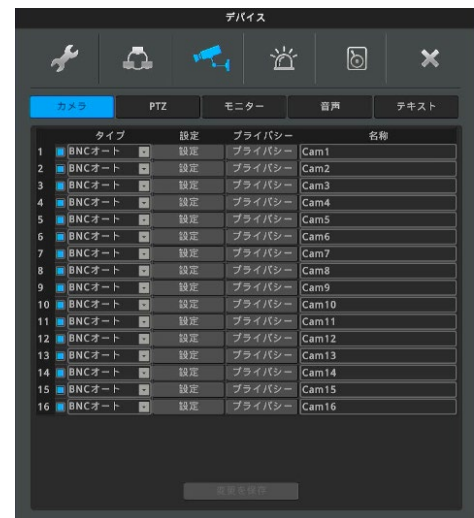 デバイス
カメラ PTZ モニター 音声 テキスト
タイプ 設定 プライバシー 名称
1 BNCオート 設定 プライバシー Cam1
2 BNCオート 設定 プライバシー Cam2
3 BNCオート 設定 プライバシー Cam3
4 BNCオート 設定 プライバシー Cam4
5 BNCオート 設定 プライバシー Cam5
6 BNCオート 設定 プライバシー Cam6
7 BNCオート 設定 プライバシー Cam7
8 BNCオート 設定 プライバシー Cam8
9 BNCオート 設定 プライバシー Cam9
10 BNCオート 設定 プライバシー Cam10
11 BNCオート 設定 プライバシー Cam11
12 BNCオート 設定 プライバシー Cam12
13 BNCオート 設定 プライバシー Cam13
14 BNCオート 設定 プライバシー Cam14
15 BNCオート 設定 プライバシー Cam15
16 BNCオート 設定 プライバシー Cam16
変更を保存